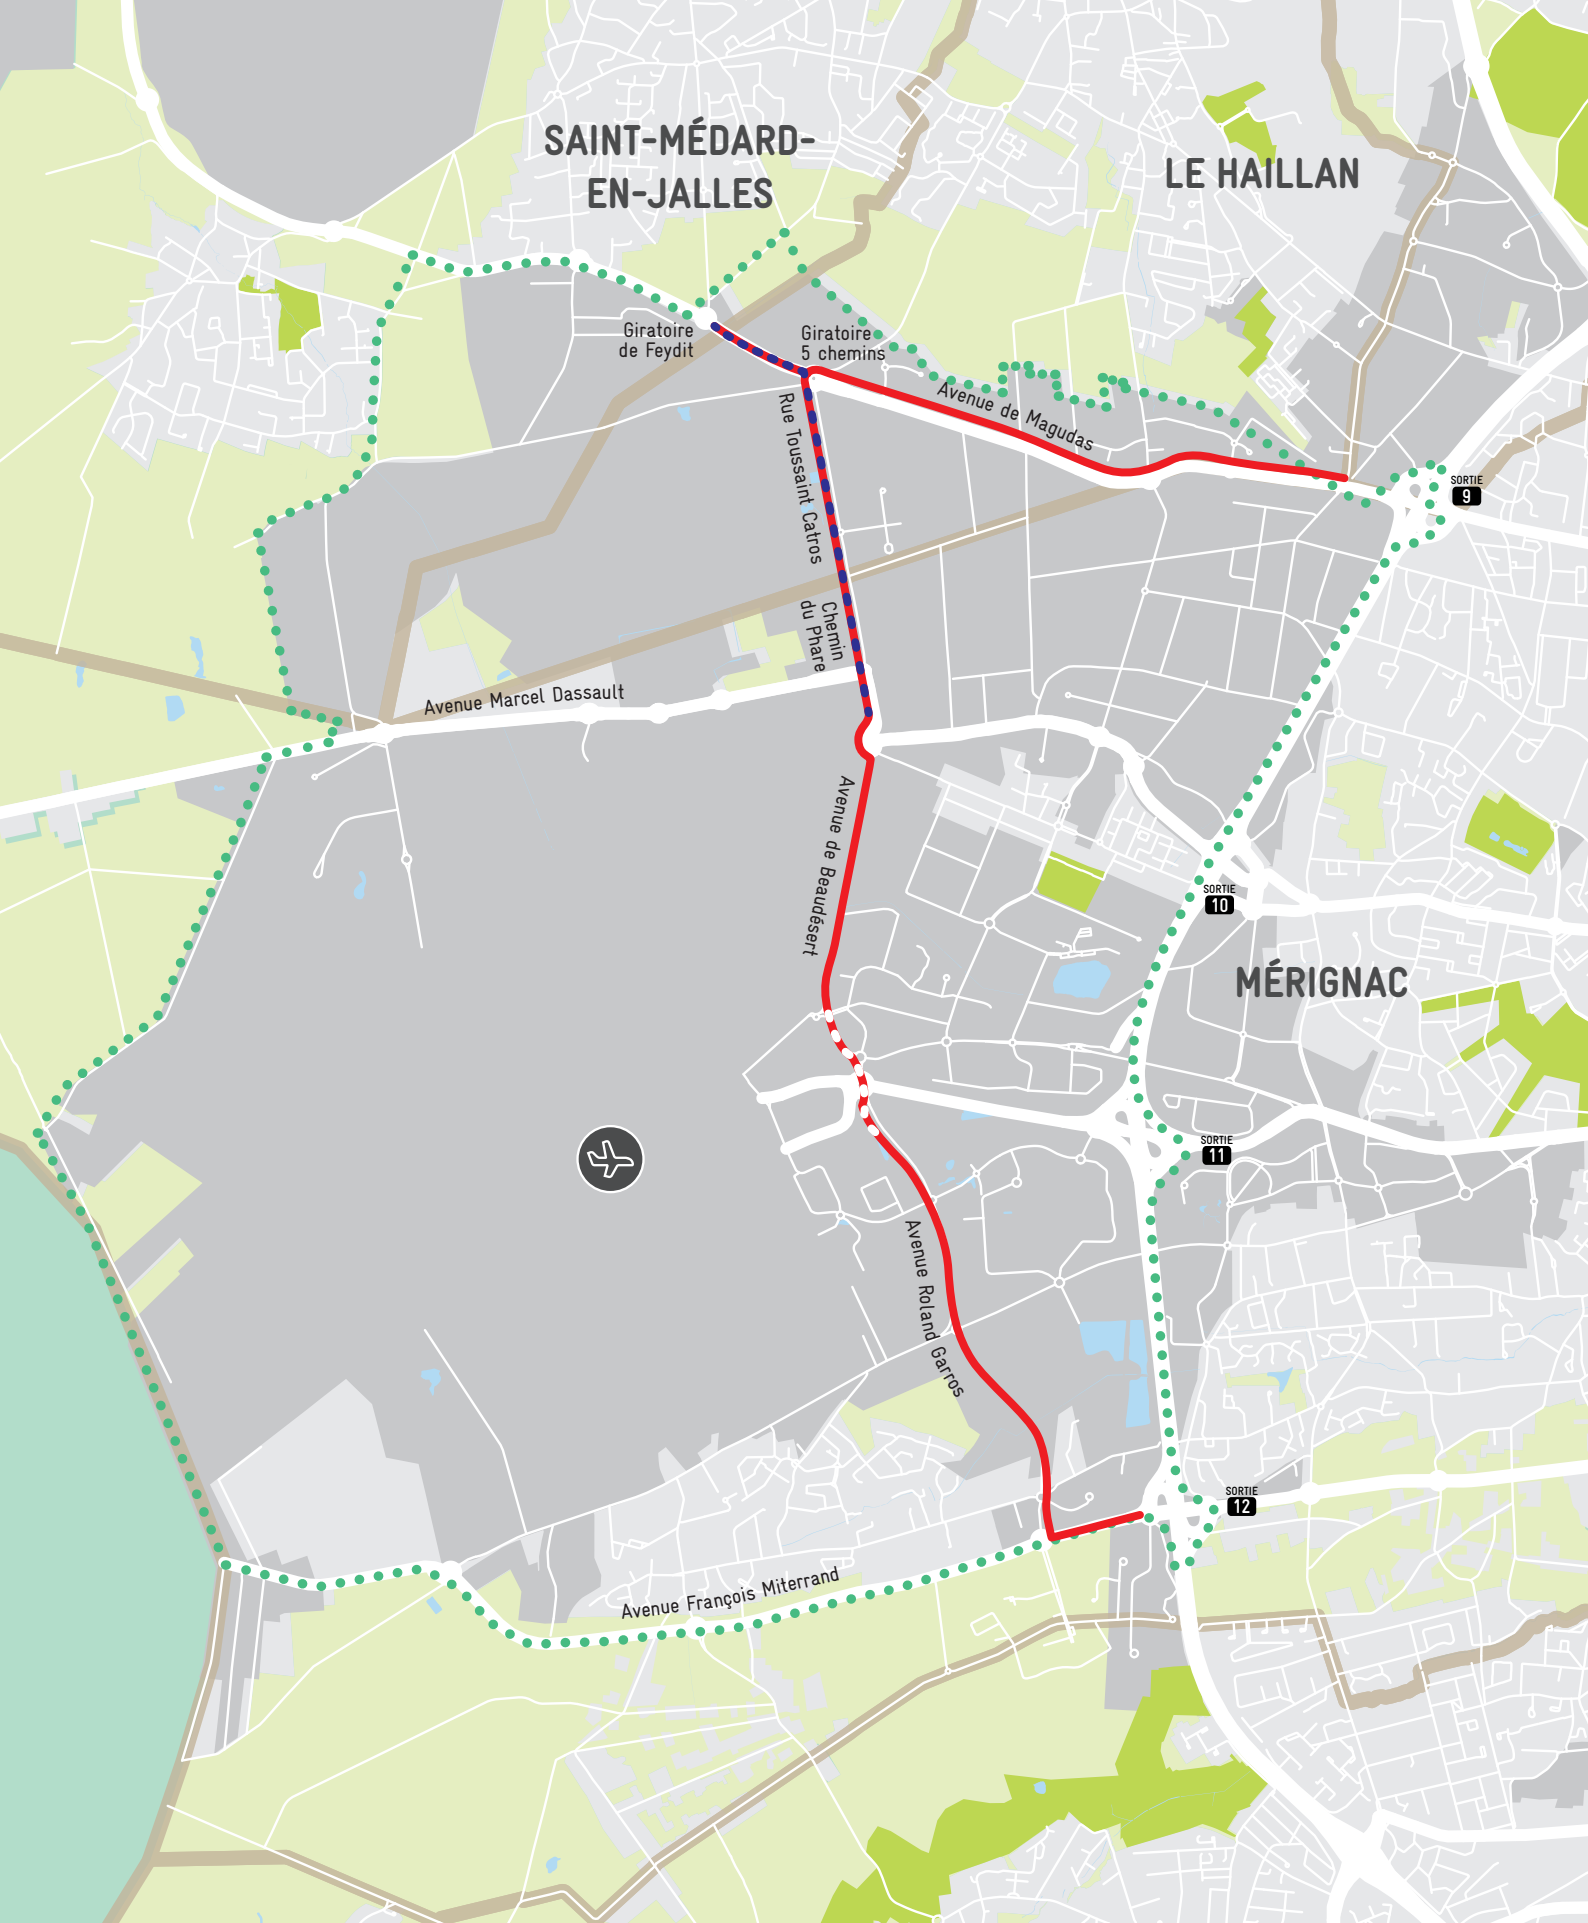 SAINT-MÉDARD-
EN-JALLES
LE HAILLAN
Giratoire
de Feydit
Giratoire
5 chemins
Avenue de Magudas
Rue Toussaint Catros
SORTIE
9
Chemin
du Phare
Avenue Marcel Dassault
Avenue de Beaudésert
SORTIE
10
MÉRIGNAC
SORTIE
11
Avenue Roland Garros
SORTIE
12
Avenue François Miterrand